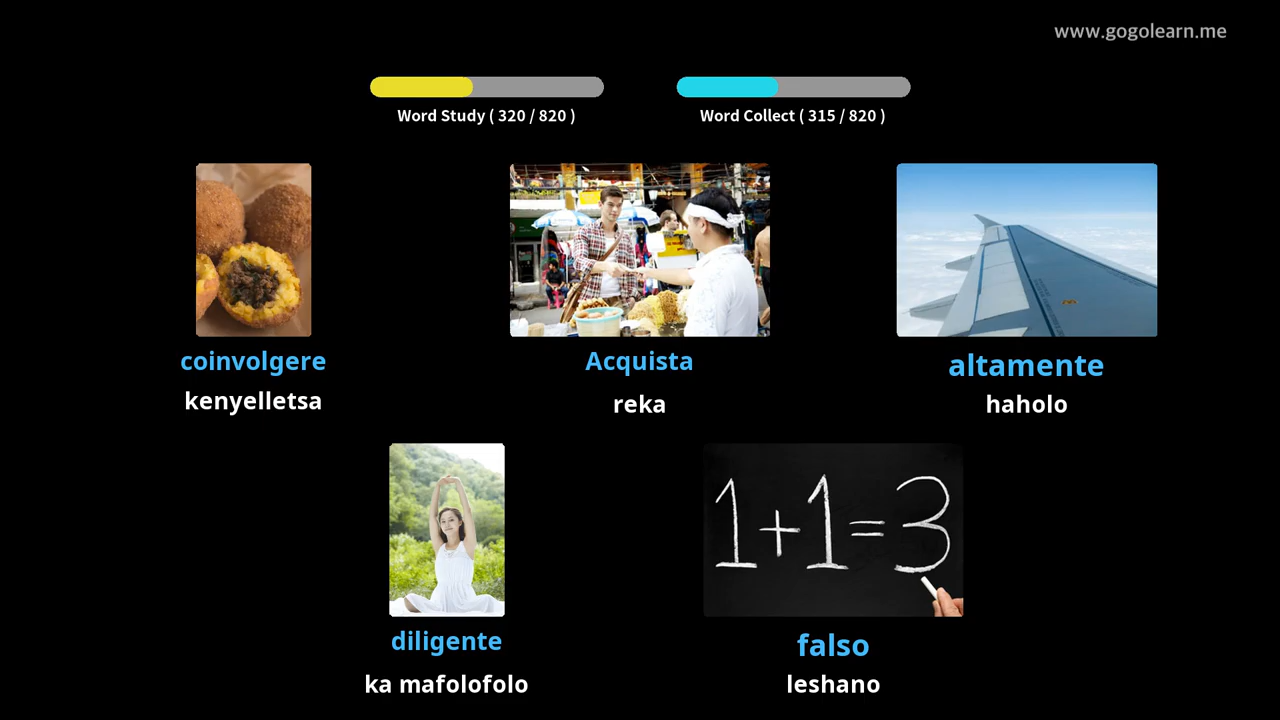 www.gogolearn.me
Word Study ( 320 / 820 )
Word Collect ( 315 / 820 )
coinvolgere
kenyelletsa
Acquista
reka
altamente
haholo
1+1=3
diligente
ka mafolofolo
falso
leshano